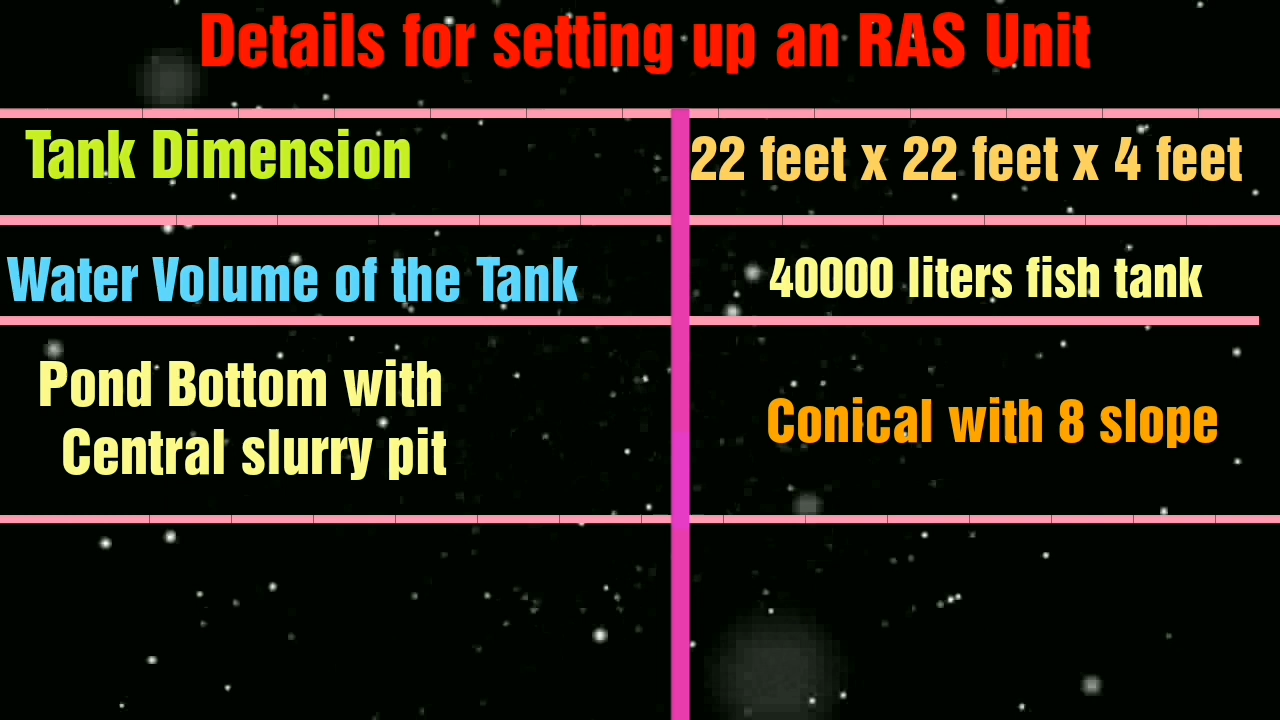 Details for setting up an RAS Unit
Tank Dimension
22 feet x 22 feet x 4 feet
Water Volume of the Tank
40000 liters fish tank
Pond Bottom with
Central slurry pit
Conical with 8 slope